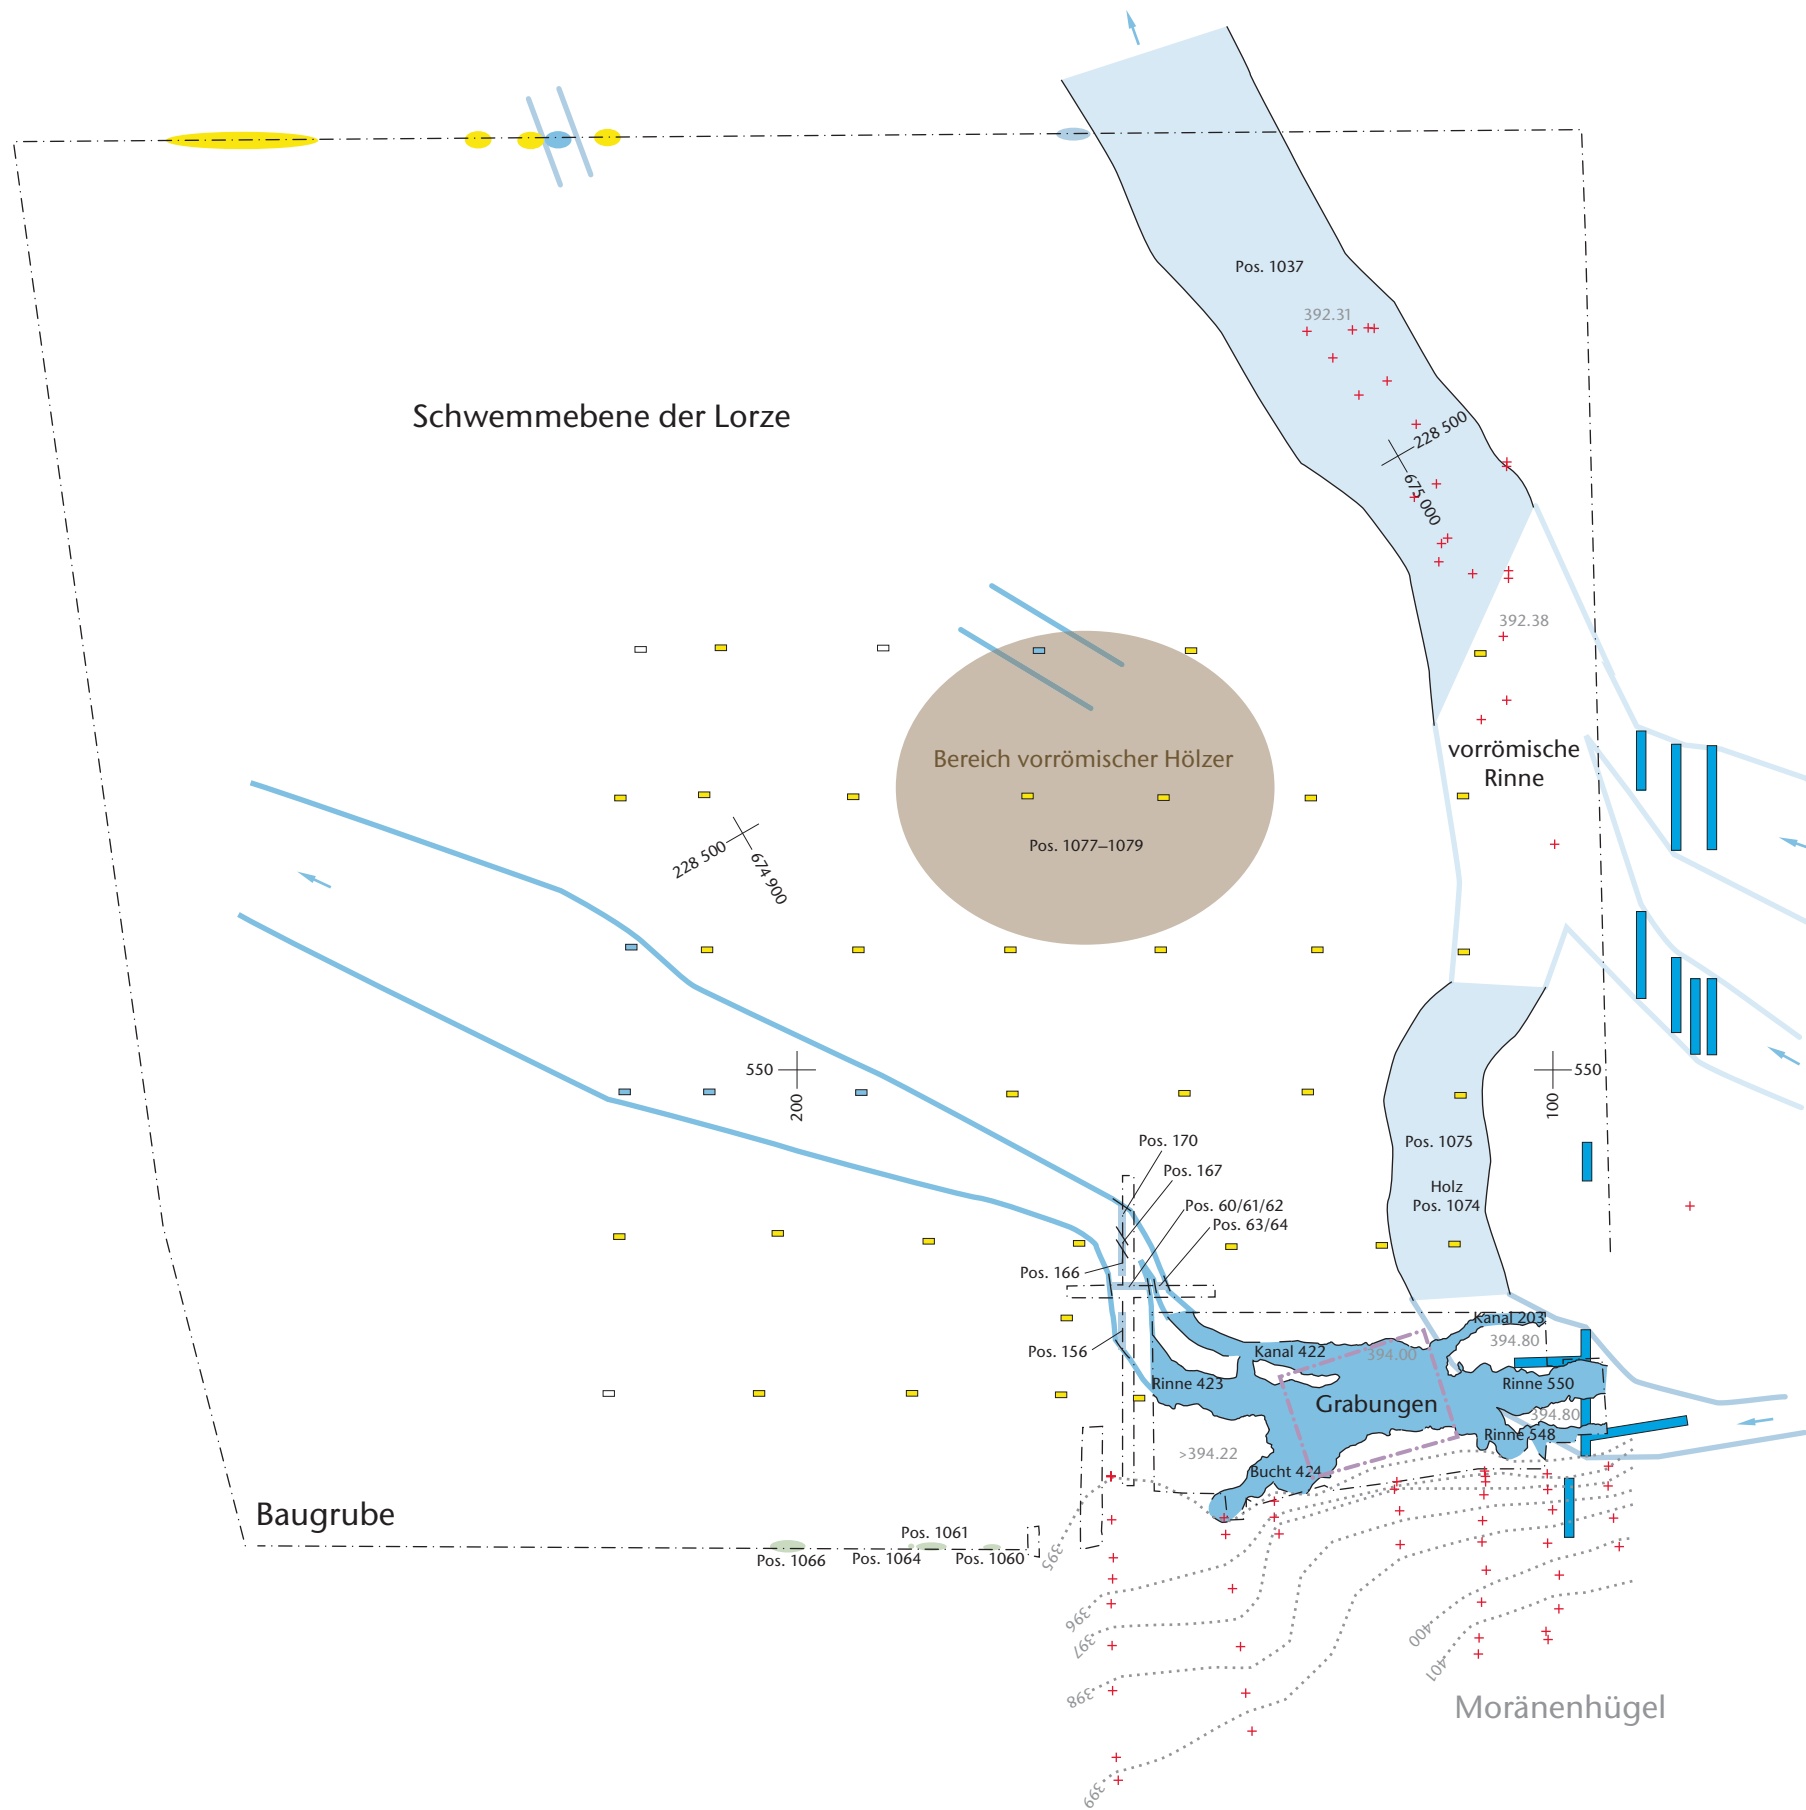 Pos. 1037
392.31
Schwemmebene der Lorze
228 500
675 000
392.38
vorrömische
Rinne
Bereich vorrömischer Hölzer
Pos. 1077–1079
228 500
674 900
550
200
550
100
Pos. 170
Pos. 1075
Pos. 167
Holz
Pos. 1074
Pos. 60/61/62
Pos. 63/64
Pos. 166
Kanal 203
394.80
Pos. 156
Kanal 422
394.00
Rinne 423
Rinne 550
Grabungen
394.80
Rinne 548
>394.22
Bucht 424
Baugrube
Pos. 1061
Pos. 1066
Pos. 1064
Pos. 1060
395
396
397
398
399
400
401
Moränenhügel